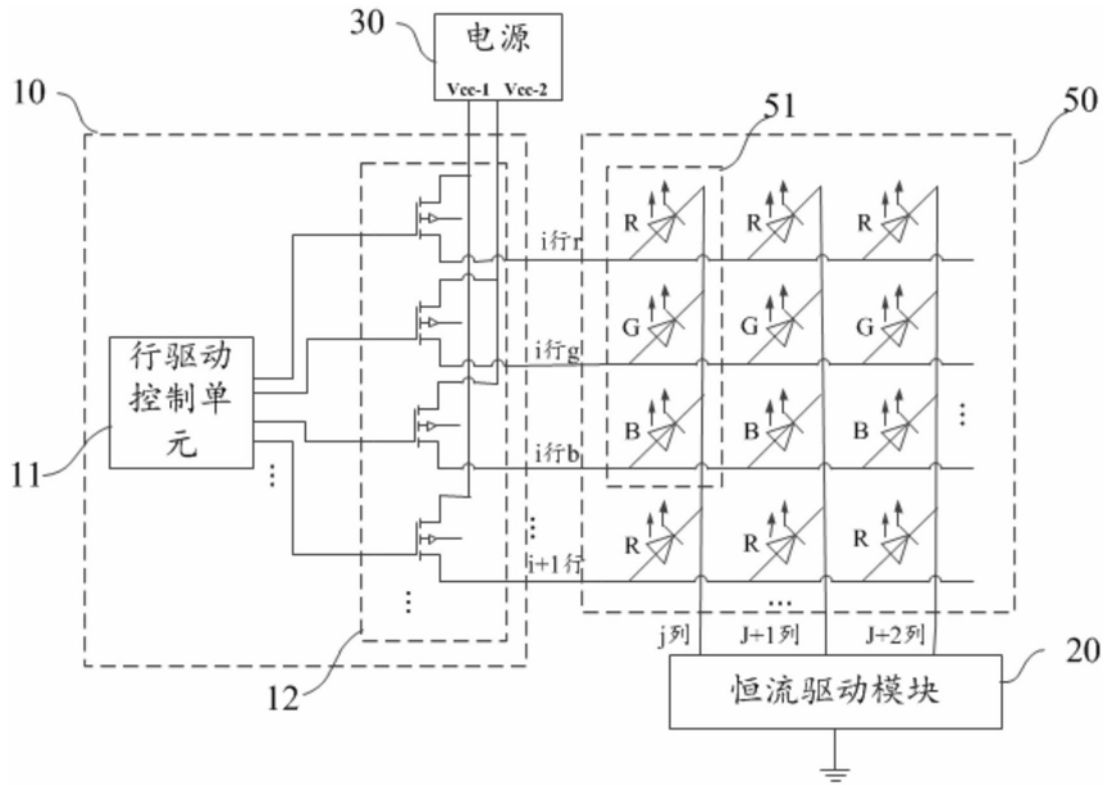 30
电源
Vcc-1 Vcc-2
10
51
50
R R R
i行r
G G G
i行g
行驱动
控制单
元
B B B
…
i行b
11
…
R R R
…
i+1行
…
…
12
j列 J+1列 J+2列
20
恒流驱动模块